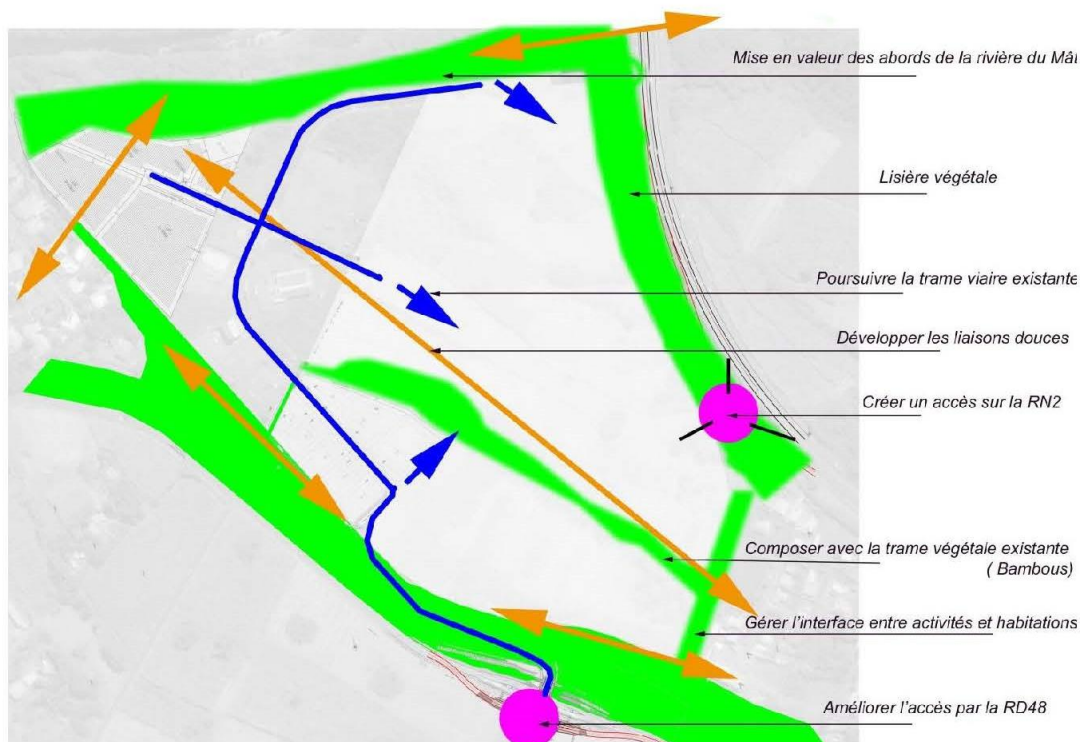 Mise en valeur des abords de la rivière du Mât
Lisière végétale
Poursuivre la trame viaire existante
Développer les liaisons douces
Créer un accès sur la RN2
Composer avec la trame végétale existante
( Bambous)
Gérer l'interface entre activités et habitations
Améliorer l'accès par la RD48